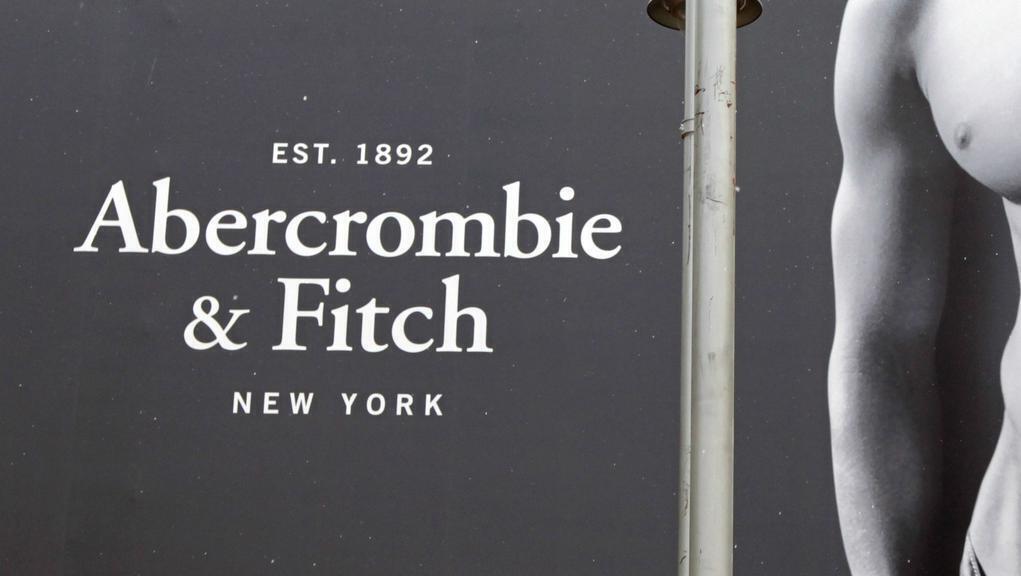 EST. 1892
Abercrombie
& Fitch
NEW YORK